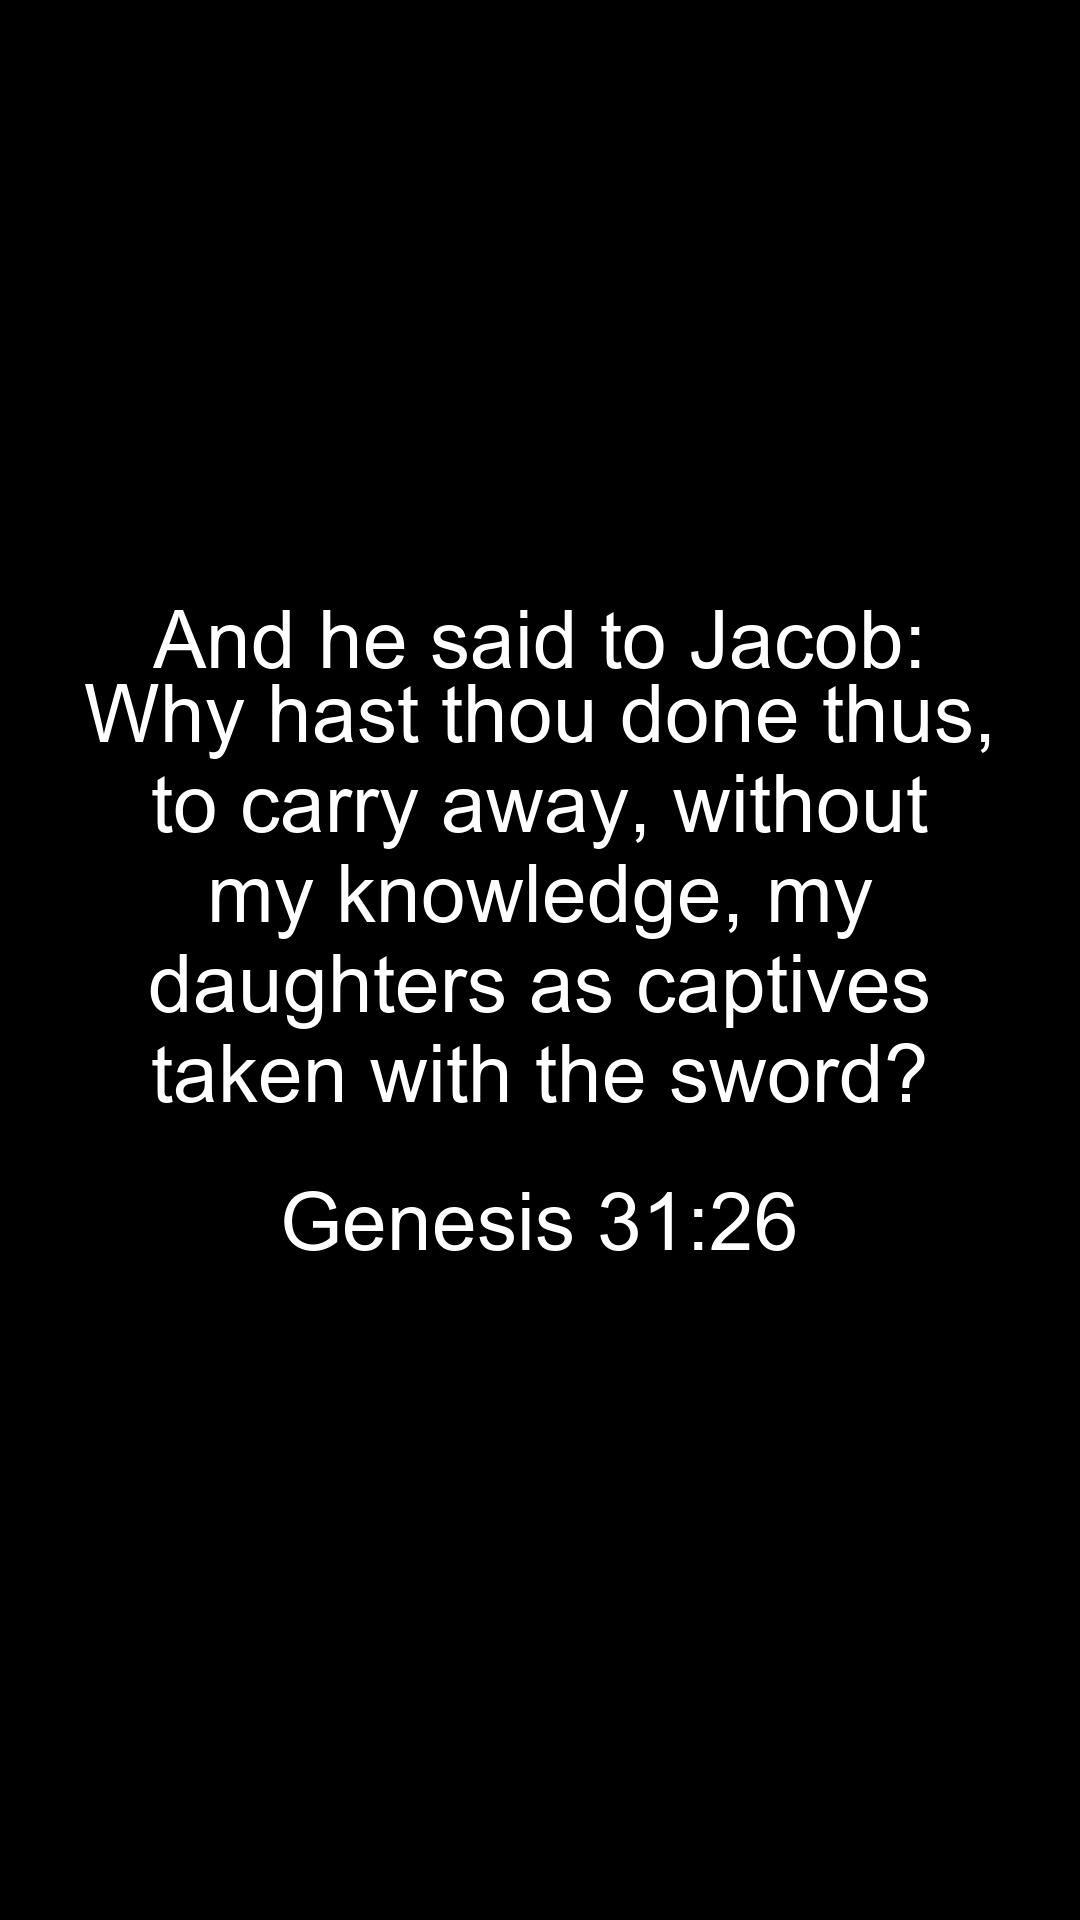 And he said to Jacob:
Why hast thou done thus,
to carry away, without
my knowledge, my
daughters as captives
taken with the sword?
Genesis 31:26